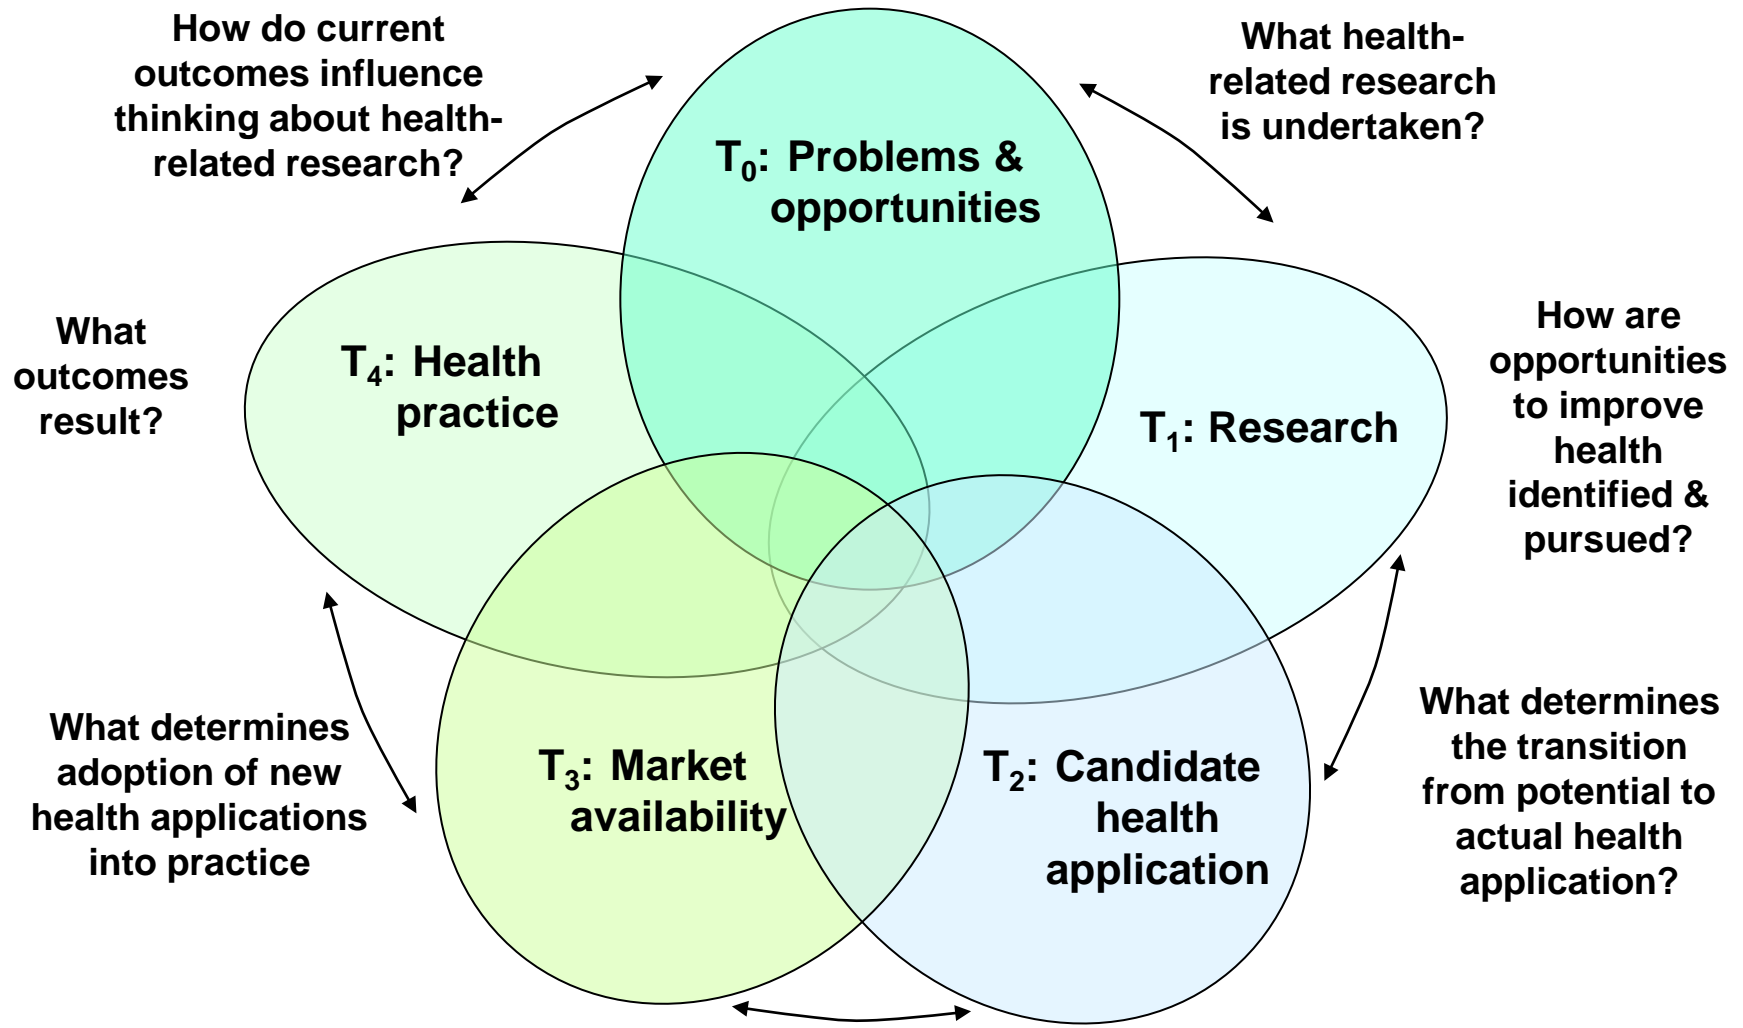 How do current
outcomes influence
thinking about health-
related research?
What health-
related research
is undertaken?
T₀: Problems &
opportunities
What
outcomes
result?
T₄: Health
practice
T₁: Research
How are
opportunities
to improve
health
identified &
pursued?
What determines
adoption of new
health applications
into practice
T₃: Market
availability
T₂: Candidate
health
application
What determines
the transition
from potential to
actual health
application?